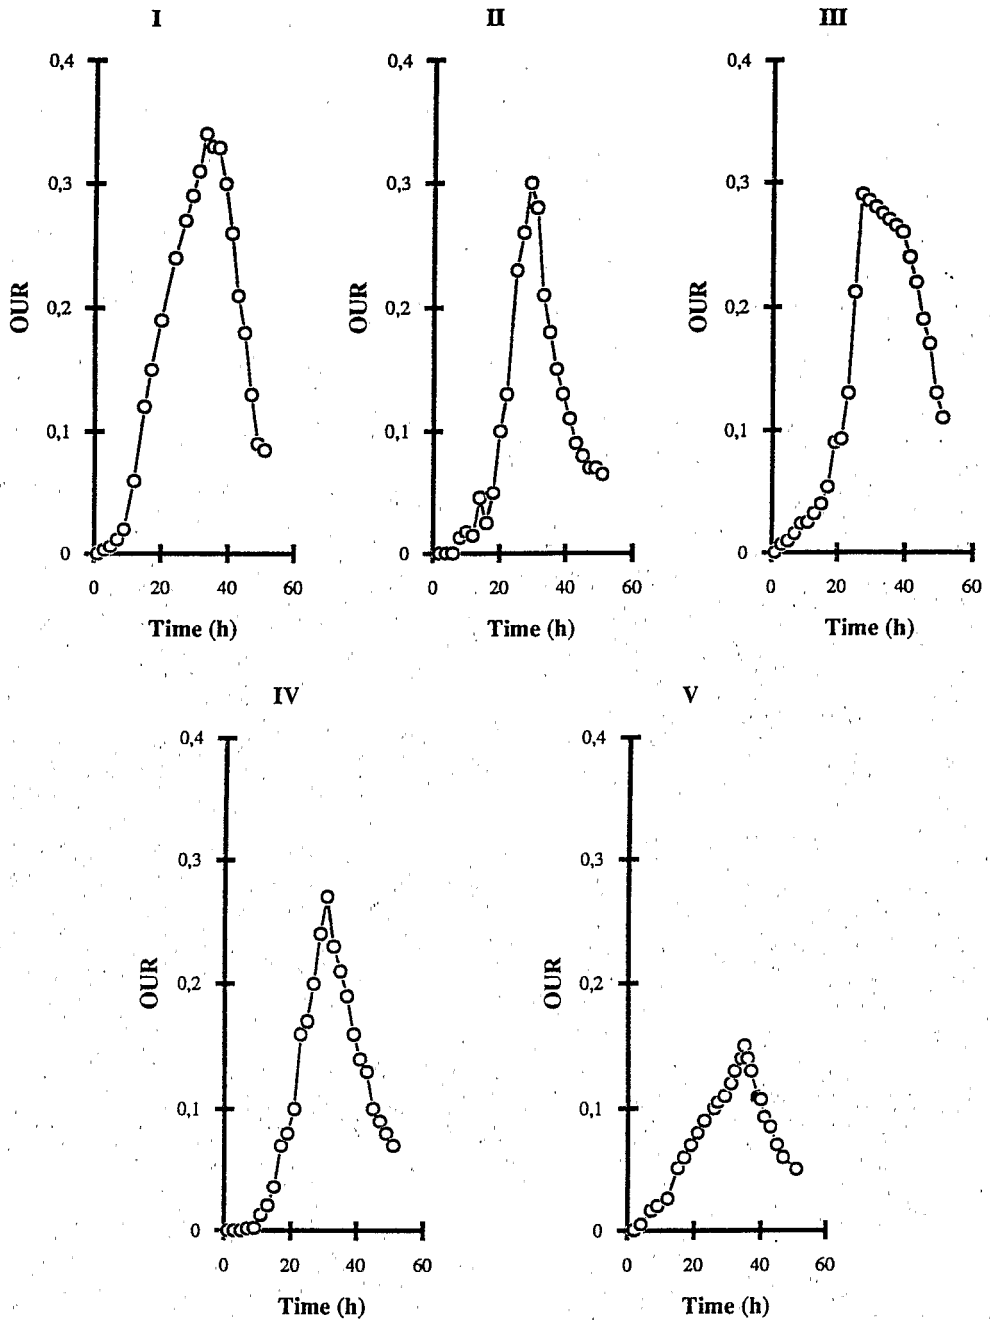 I II III
0,4 0,4 0,4
0,3 0,3 0,3
OUR OUR OUR
0,2 0,2 0,2
0,1 0,1 0,1
0 0 0
0 20 40 60 0 20 40 60 0 20 40 60
Time (h) Time (h) Time (h)
IV V
0,4 0,4
0,3 0,3
OUR OUR
0,2 0,2
0,1 0,1
0 0
0 20 40 60 0 20 40 60
Time (h) Time (h)